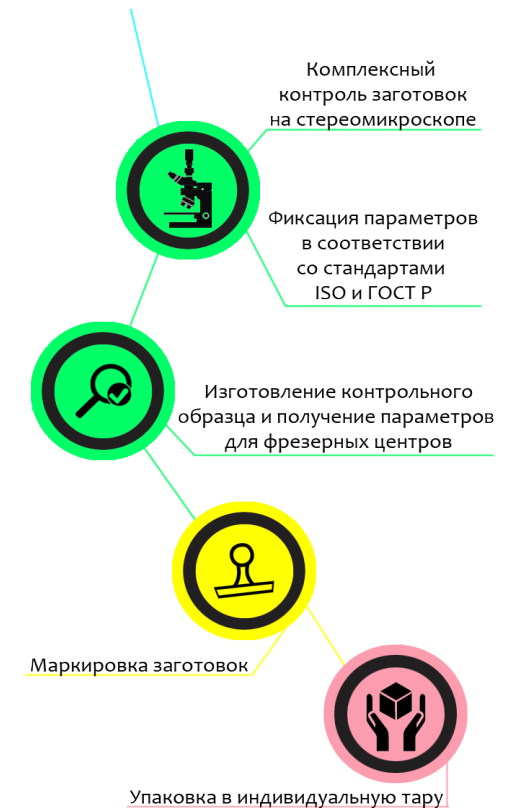 Комплексный
контроль заготовок
на стереомикроскопе
Фиксация параметров
в соответствии
со стандартами
ISO и ГОСТ Р
Изготовление контрольного
образца и получение параметров
для фрезерных центров
Маркировка заготовок
Упаковка в индивидуальную тару